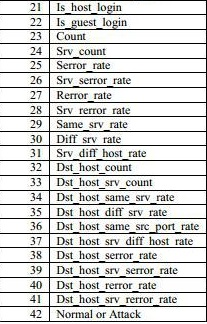 21 Is_host_login
22 Is_guest_login
23 Count
24 Srv_count
25 Serror_rate
26 Srv_serror_rate
27 Rerror_rate
28 Srv_rerror_rate
29 Same_srv_rate
30 Diff_srv_rate
31 Srv_diff_host_rate
32 Dst_host_count
33 Dst_host_srv_count
34 Dst_host_same_srv_rate
35 Dst_host_diff_srv_rate
36 Dst_host_same_src_port_rate
37 Dst_host_srv_diff_host_rate
38 Dst_host_serror_rate
39 Dst_host_srv_serror_rate
40 Dst_host_rerror_rate
41 Dst_host_srv_rerror_rate
42 Normal or Attack